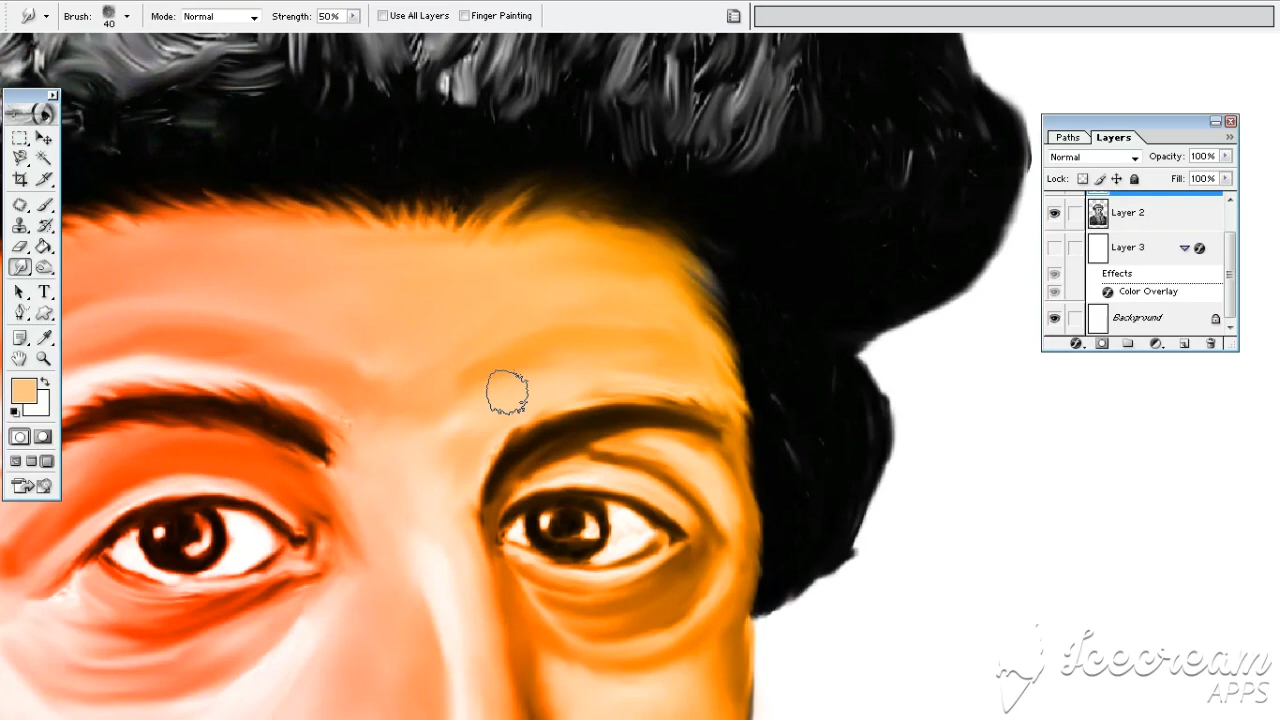 Brush: 40 Mode: Normal Strength: 50% Use All Layers Finger Painting
Paths Layers
Normal Opacity: 100%
Lock: Fill: 100%
Layer 2
Layer 3
Effects
Color Overlay
Background
T
Icecream
APPS